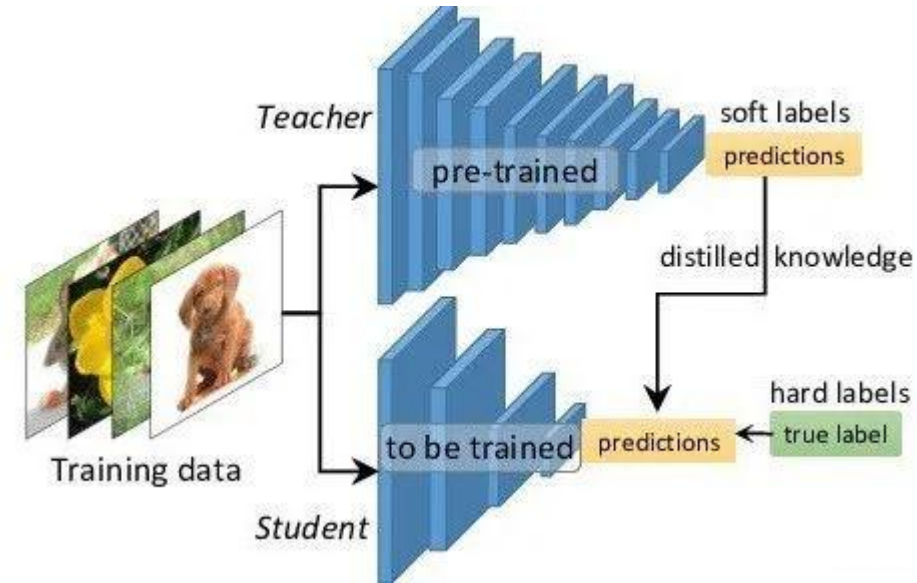 Teacher
soft labels
pre-trained
predictions
distilled knowledge
Training data
hard labels
to be trained
predictions
true label
Student